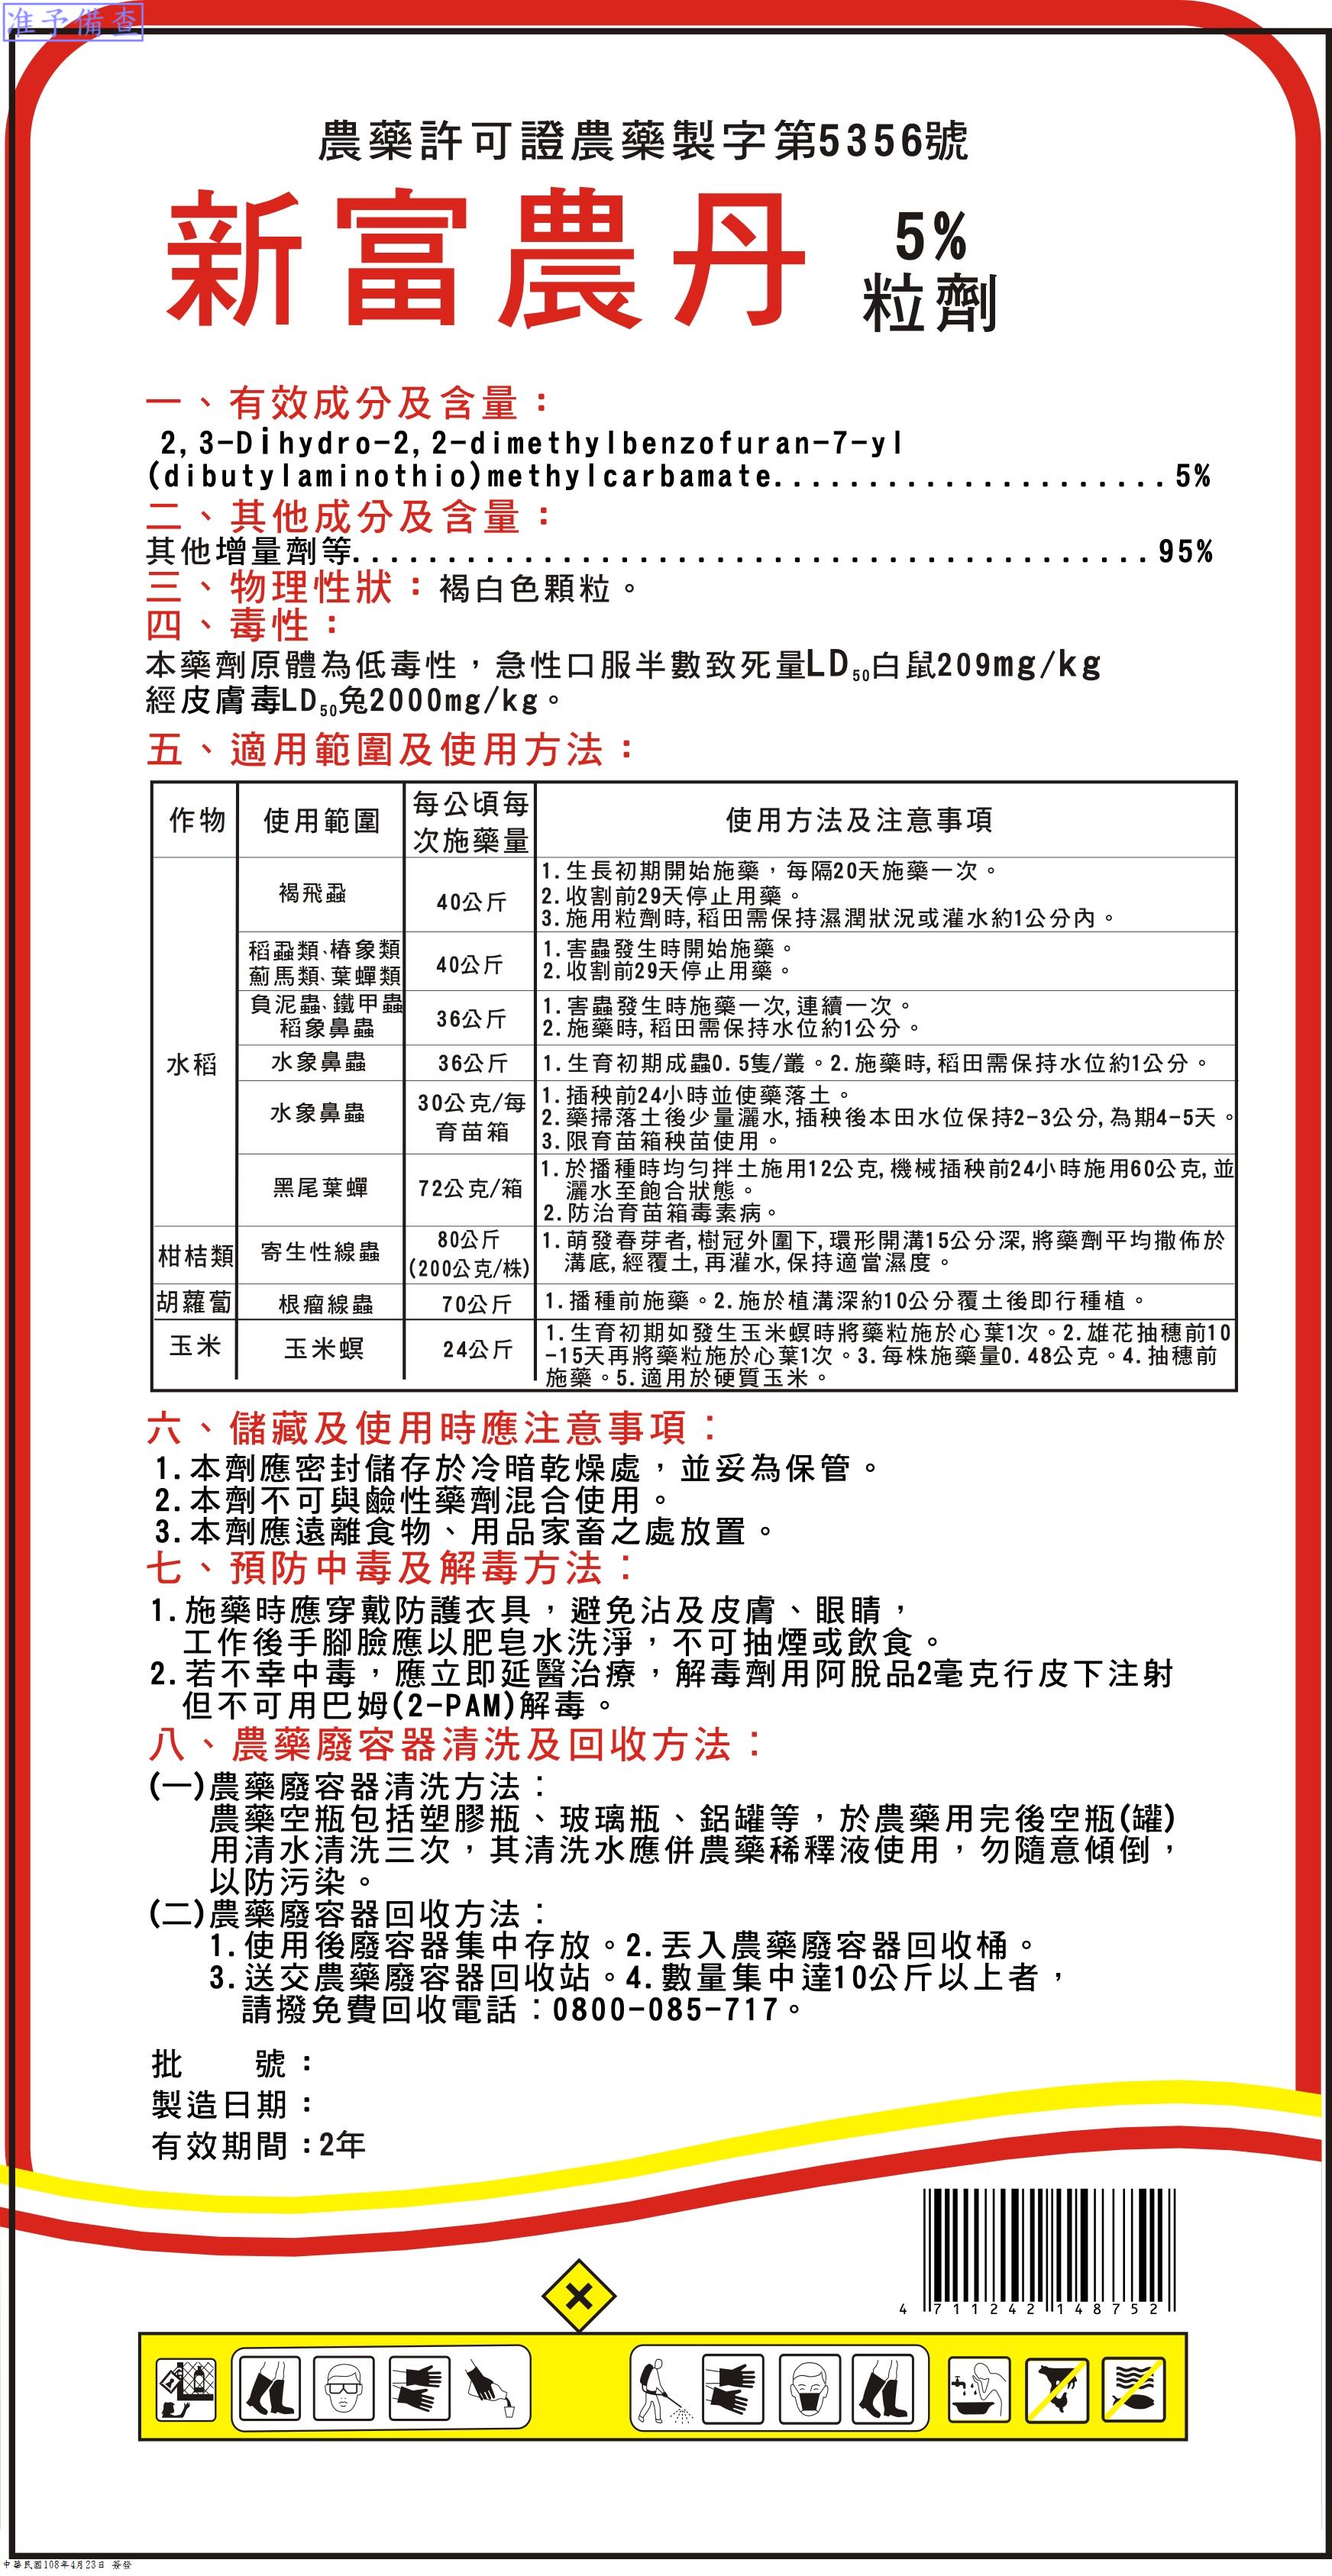 准予備查
農藥許可證農藥製字第5356號
新富農丹
5%
粒劑
一、有效成分及含量：
2,3-Dihydro-2,2-dimethylbenzofuran-7-yl
(dibutylaminothio)methylcarbamate.....................5%
二、其他成分及含量：
其他增量劑等..........................................95%
三、物理性狀：褐白色顆粒。
四、毒性：
本藥劑原體為低毒性，急性口服半數致死量LD50白鼠209mg/kg
經皮膚毒LD50兔2000mg/kg。
五、適用範圍及使用方法：
作物 使用範圍 每公頃每次施藥量 使用方法及注意事項
水稻
褐飛蝨 40公斤
1.生長初期開始施藥，每隔20天施藥一次。
2.收割前29天停止用藥。
3.施用粒劑時,稻田需保持濕潤狀況或灌水約1公分內。
稻蝨類、椿象類
薊馬類、葉蟬類
40公斤
1.害蟲發生時開始施藥。
2.收割前29天停止用藥。
負泥蟲、鐵甲蟲
稻象鼻蟲
36公斤
1.害蟲發生時施藥一次,連續一次。
2.施藥時,稻田需保持水位約1公分。
水象鼻蟲 36公斤 1.生育初期成蟲0.5隻/叢。2.施藥時,稻田需保持水位約1公分。
水象鼻蟲
30公克/每
育苗箱
1.插秧前24小時並使藥落土。
2.藥掃落土後少量灑水,插秧後本田水位保持2-3公分,為期4-5天。
3.限育苗箱秧苗使用。
黑尾葉蟬 72公克/箱
1.於播種時均勻拌土施用12公克,機械插秧前24小時施用60公克,並
灑水至飽合狀態。
2.防治育苗箱毒素病。
柑桔類 寄生性線蟲
80公斤
(200公克/株)
1.萌發春芽者,樹冠外圍下,環形開溝15公分深,將藥劑平均撒佈於
溝底,經覆土,再灌水,保持適當濕度。
胡蘿蔔 根瘤線蟲 70公斤 1.播種前施藥。2.施於植溝深約10公分覆土後即行種植。
玉米 玉米螟 24公斤
1.生育初期如發生玉米螟時將藥粒施於心葉1次。2.雄花抽穗前10
-15天再將藥粒施於心葉1次。3.每株施藥量0.48公克。4.抽穗前
施藥。5.適用於硬質玉米。
六、儲藏及使用時應注意事項：
1.本劑應密封儲存於冷暗乾燥處，並妥為保管。
2.本劑不可與鹼性藥劑混合使用。
3.本劑應遠離食物、用品家畜之處放置。
七、預防中毒及解毒方法：
1.施藥時應穿戴防護衣具，避免沾及皮膚、眼睛，
工作後手腳臉應以肥皂水洗淨，不可抽煙或飲食。
2.若不幸中毒，應立即延醫治療，解毒劑用阿脫品2毫克行皮下注射
但不可用巴姆(2-PAM)解毒。
八、農藥廢容器清洗及回收方法：
(一)農藥廢容器清洗方法：
農藥空瓶包括塑膠瓶、玻璃瓶、鋁罐等，於農藥用完後空瓶(罐)
用清水清洗三次，其清洗水應併農藥稀釋液使用，勿隨意傾倒，
以防污染。
(二)農藥廢容器回收方法：
1.使用後廢容器集中存放。2.丟入農藥廢容器回收桶。
3.送交農藥廢容器回收站。4.數量集中達10公斤以上者，
請撥免費回收電話：0800-085-717。
批　　號：
製造日期：
有效期間：2年
4 711242 148752
中華民國108年4月23日 簽發